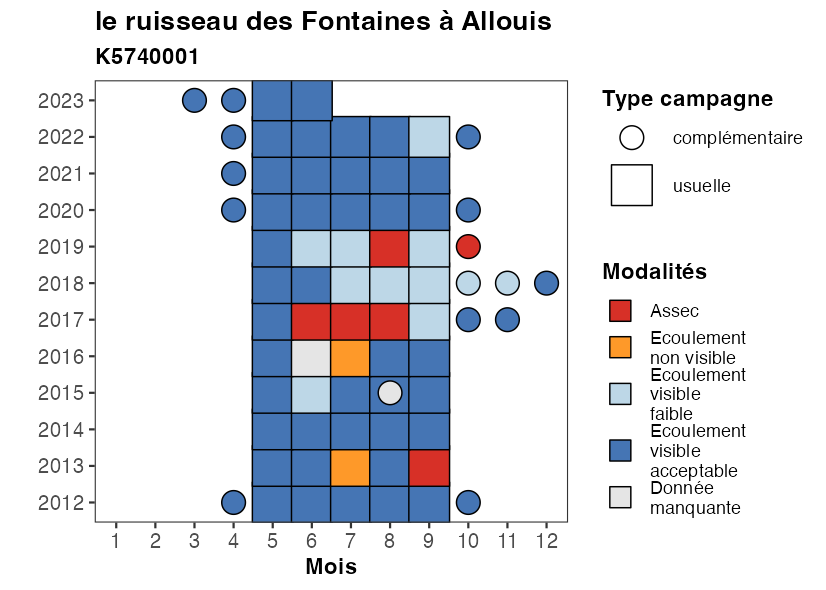 le ruisseau des Fontaines à Allouis
K5740001
2023
2022
2021
2020
2019
2018
2017
2016
2015
2014
2013
2012
1 2 3 4 5 6 7 8 9 10 11 12
Mois
Type campagne
complémentaire
usuelle
Modalités
Assec
Ecoulement
non visible
Ecoulement
visible
faible
Ecoulement
visible
acceptable
Donnée
manquante